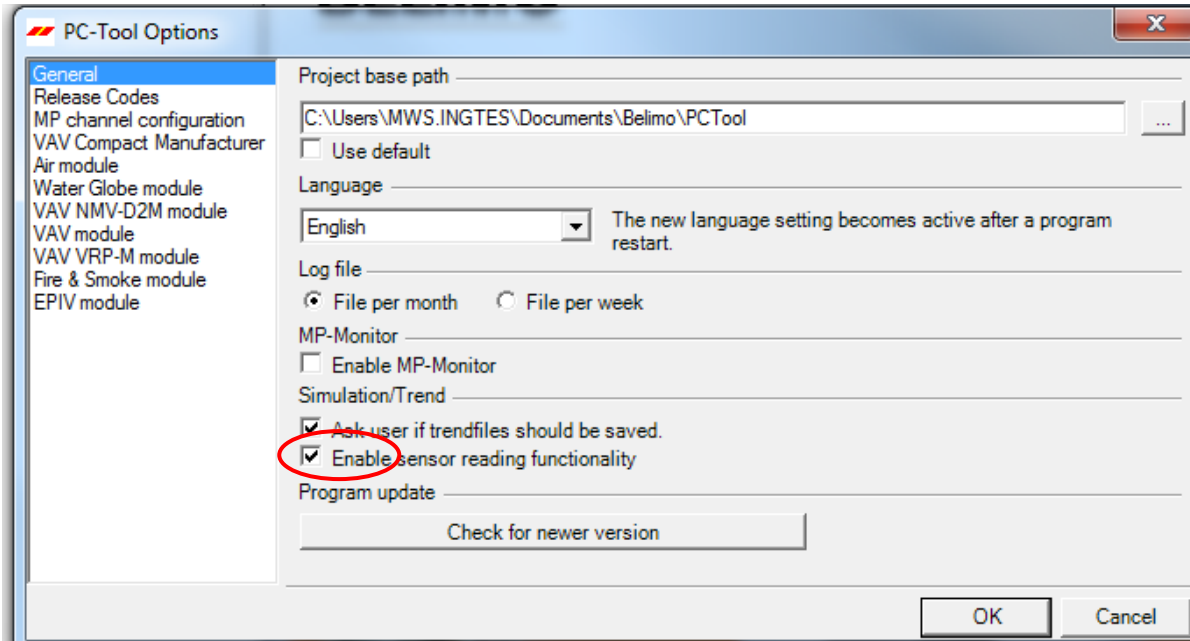 PC-Tool Options
X
General
Release Codes
MP channel configuration
VAV Compact Manufacturer
Air module
Water Globe module
VAV NMV-D2M module
VAV module
VAV VRP-M module
Fire & Smoke module
EPIV module
Project base path
C:\Users\MWS.INGTES\Documents\Belimo\PCTool
...
Use default
Language
English
The new language setting becomes active after a program
restart.
Log file
File per month
File per week
MP-Monitor
Enable MP-Monitor
Simulation/Trend
Ask user if trendfiles should be saved.
Enable sensor reading functionality
Program update
Check for newer version
OK
Cancel